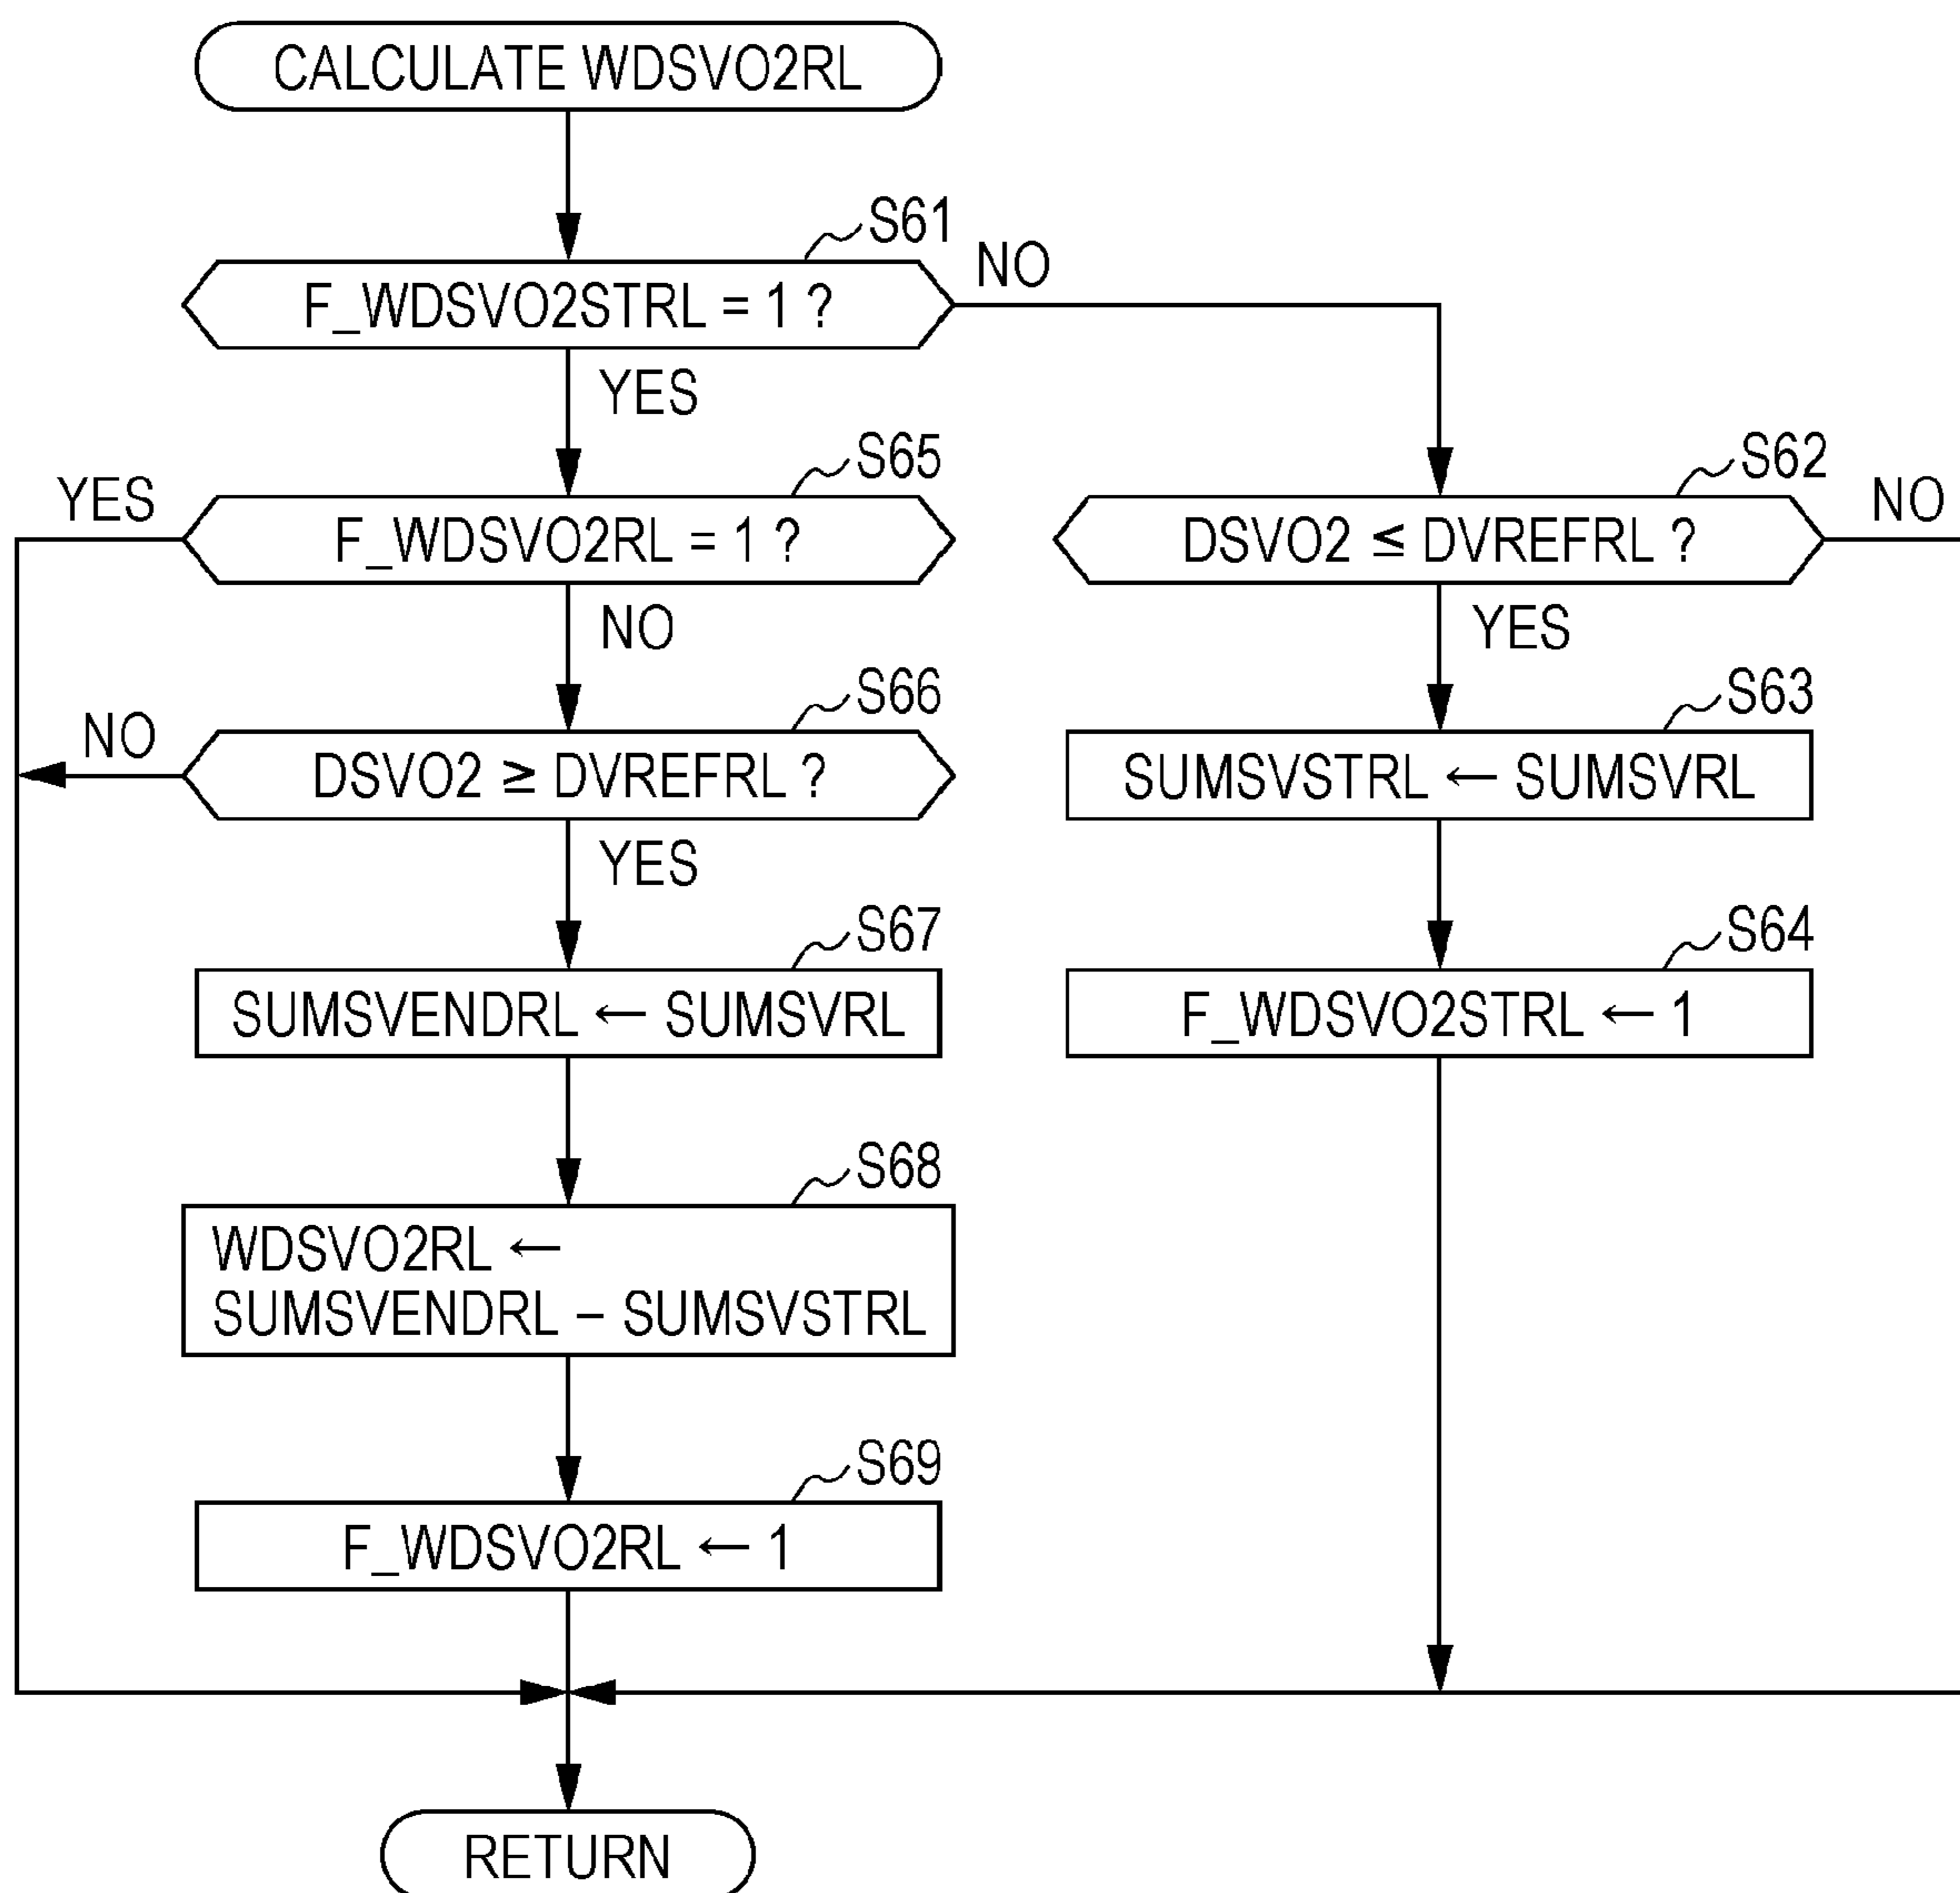 CALCULATE WDSVO2RL
S61
F_WDSVO2STRL = 1 ?
NO
YES
S65
YES
F_WDSVO2RL = 1 ?
NO
S62
DSVO2 ≤ DVREFRL ?
NO
YES
S66
NO
DSVO2 ≥ DVREFRL ?
YES
S63
SUMSVSTRL ← SUMSVRL
S67
SUMSVENDRL ← SUMSVRL
S64
F_WDSVO2STRL ← 1
S68
WDSVO2RL ←
SUMSVENDRL – SUMSVSTRL
S69
F_WDSVO2RL ← 1
RETURN